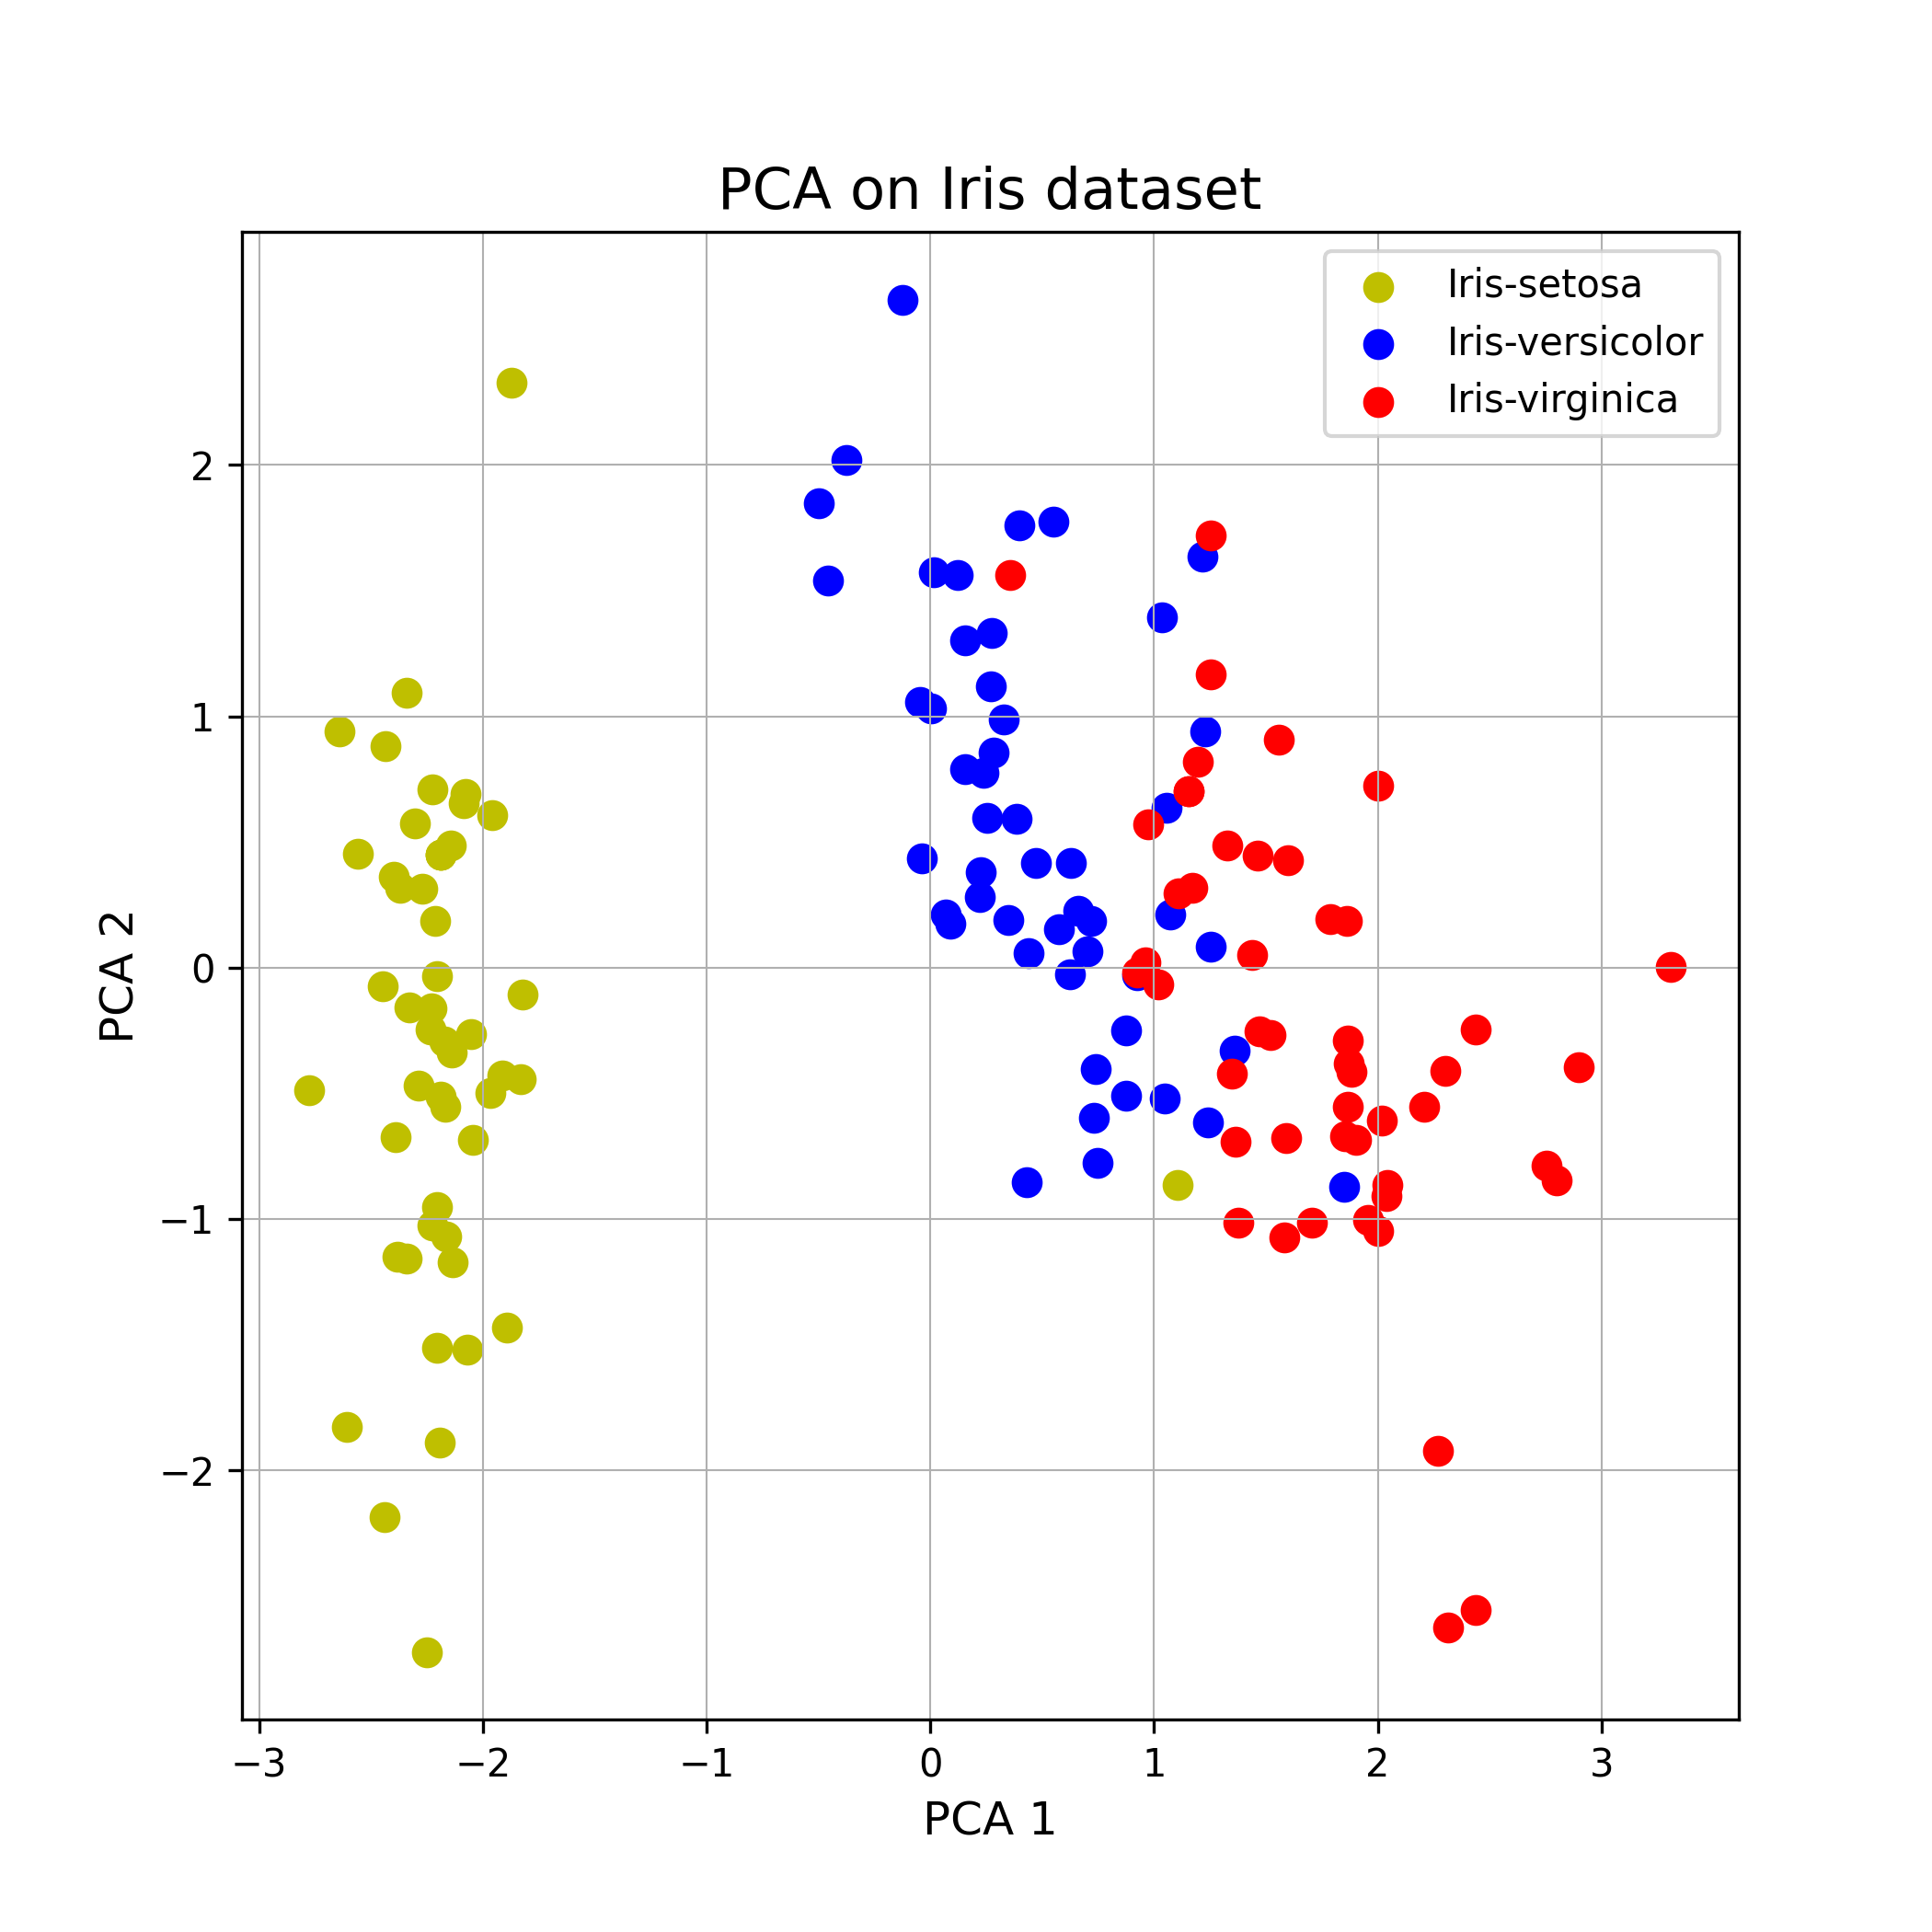 PCA on Iris dataset
Iris-setosa
Iris-versicolor
Iris-virginica
2
1
0
−1
−2
PCA 2
−3
−2
−1
0
1
2
3
PCA 1